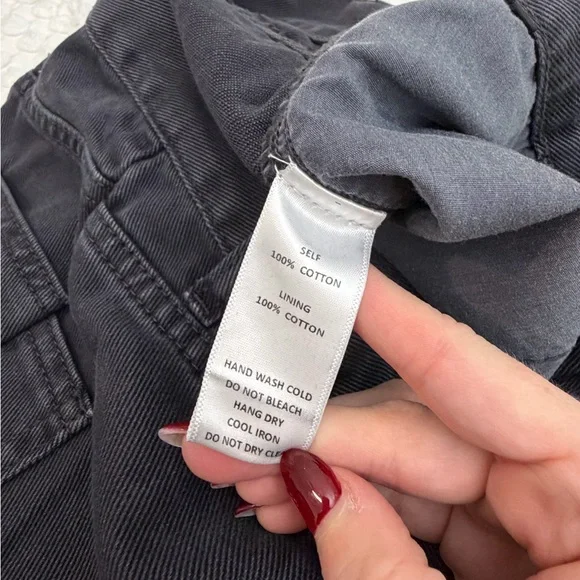 SELF
100% COTTON
LINING
100% COTTON
HAND WASH COLD
DO NOT BLEACH
HANG DRY
COOL IRON
DO NOT DRY